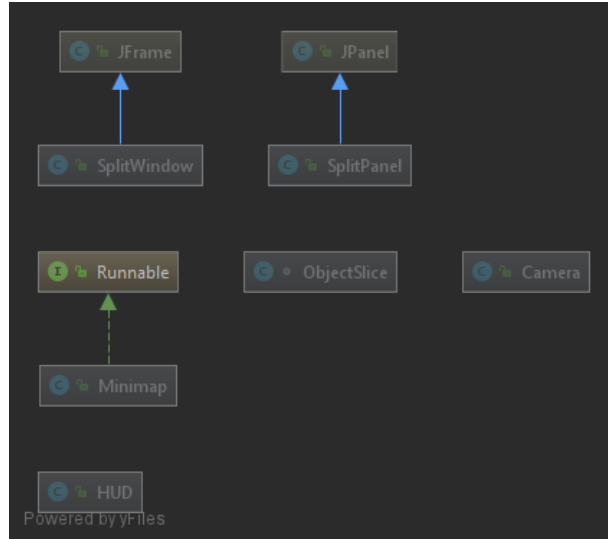 C JFrame
C JPanel
C SplitWindow
C SplitPanel
I Runnable
C ObjectSlice
C Camera
C Minimap
C HUD
Powered by yFiles